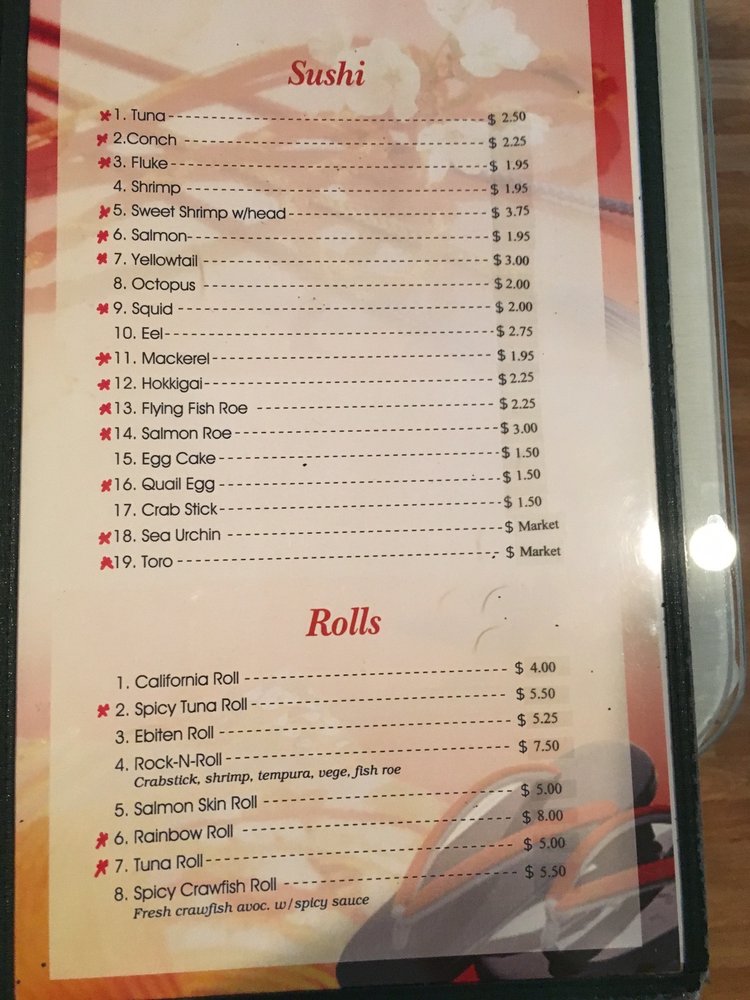 Sushi
1. Tuna $ 2.50
2.Conch $ 2.25
3. Fluke $ 1.95
4. Shrimp $ 1.95
5. Sweet Shrimp w/head $ 3.75
6. Salmon $ 1.95
7. Yellowtail $ 3.00
8. Octopus $ 2.00
9. Squid $ 2.00
10. Eel $ 2.75
11. Mackerel $ 1.95
12. Hokkigai $ 2.25
13. Flying Fish Roe $ 2.25
14. Salmon Roe $ 3.00
15. Egg Cake $ 1.50
16. Quail Egg $ 1.50
17. Crab Stick $ 1.50
18. Sea Urchin $ Market
19. Toro $ Market
Rolls
1. California Roll $ 4.00
2. Spicy Tuna Roll $ 5.50
3. Ebiten Roll $ 5.25
4. Rock-N-Roll $ 7.50
Crabstick, shrimp, tempura, vege, fish roe
5. Salmon Skin Roll $ 5.00
6. Rainbow Roll $ 8.00
7. Tuna Roll $ 5.00
8. Spicy Crawfish Roll $ 5.50
Fresh crawfish avoc. w/spicy sauce